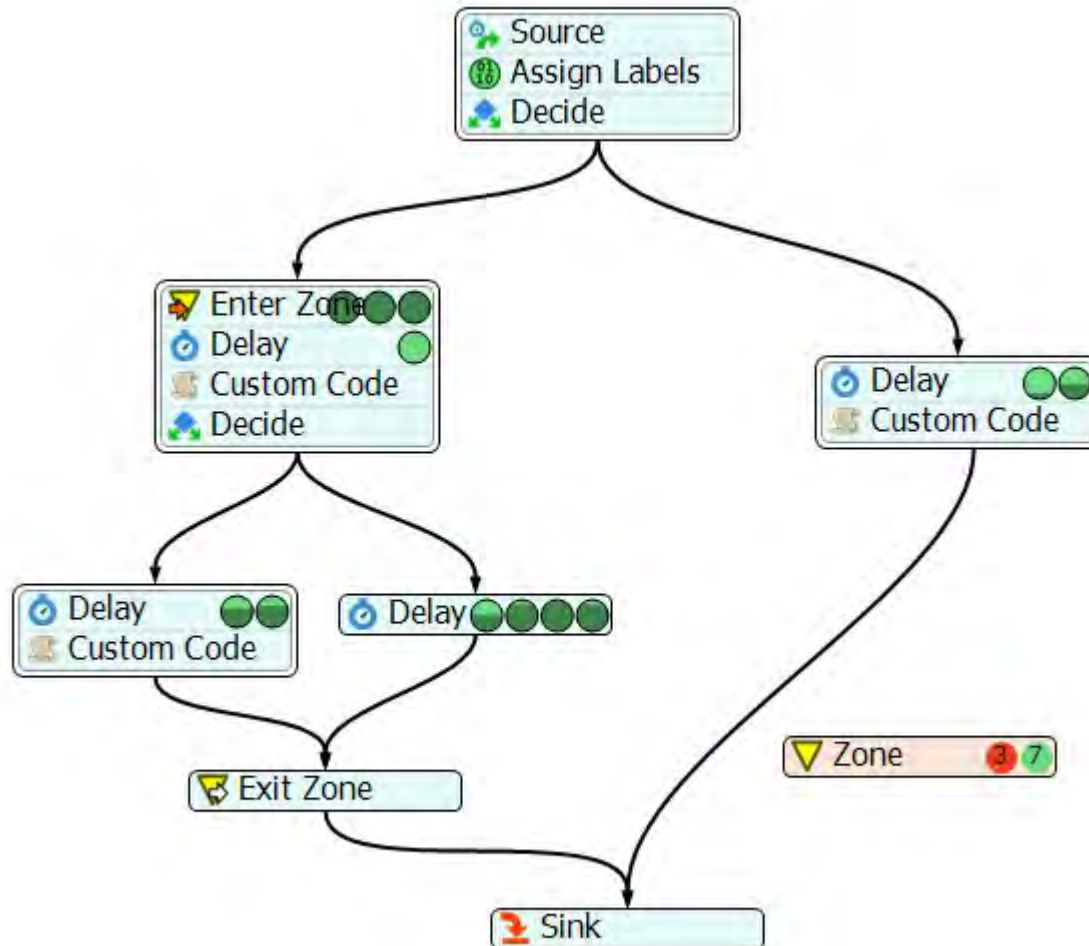 Source
Assign Labels
Decide
Enter Zone
Delay
Custom Code
Decide
Delay
Custom Code
Delay
Custom Code
Delay
Zone 3 7
Exit Zone
Sink